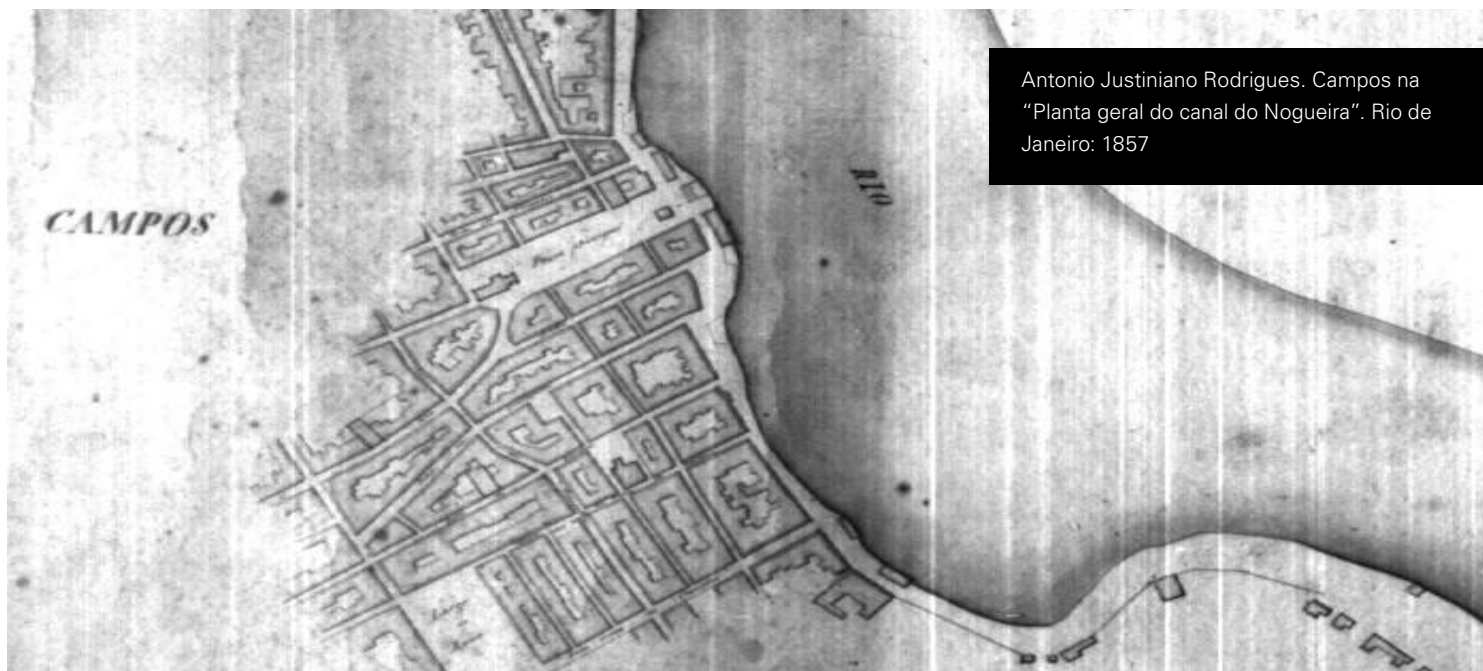 Antonio Justiniano Rodrigues. Campos na
“Planta geral do canal do Nogueira”. Rio de
Janeiro: 1857
CAMPOS
RIO